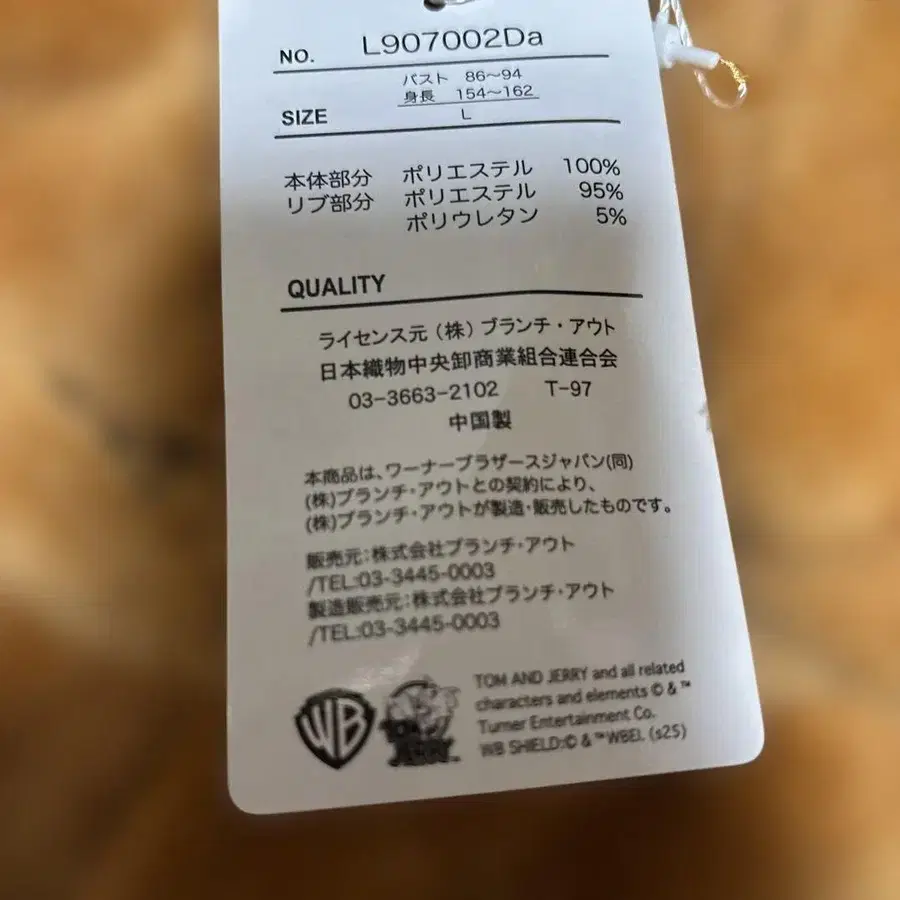 NO. L907002Da
バスト 86〜94
身長 154〜162
SIZE L
本体部分 ポリエステル 100%
リブ部分 ポリエステル 95%
ポリウレタン 5%
QUALITY
ライセンス元(株)ブランチ・アウト
日本織物中央卸商業組合連合会
03-3663-2102 T-97
中国製
本商品は、ワーナーブラザースジャパン(同)
(株)ブランチ・アウトとの契約により、
(株)ブランチ・アウトが製造・販売したものです。
販売元:株式会社ブランチ・アウト
/TEL:03-3445-0003
製造販売元:株式会社ブランチ・アウト
/TEL:03-3445-0003
WB
TOM AND JERRY
TOM AND JERRY and all related
characters and elements © & ™
Turner Entertainment Co.
WB SHIELD:© & ™WBEI. (s25)